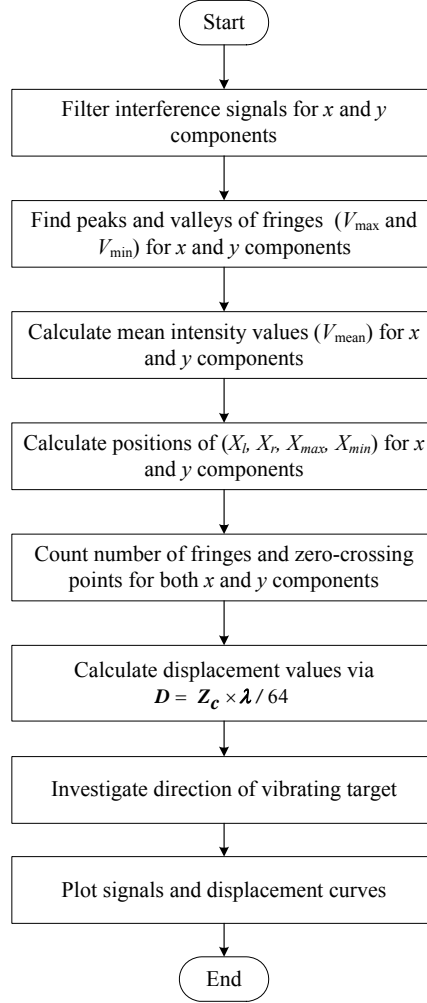 Start
Filter interference signals for x and y
components
Find peaks and valleys of fringes (Vmax and
Vmin) for x and y components
Calculate mean intensity values (Vmean) for x
and y components
Calculate positions of (Xl, Xr, Xmax, Xmin) for x
and y components
Count number of fringes and zero-crossing
points for both x and y components
Calculate displacement values via
D = Zc × λ / 64
Investigate direction of vibrating target
Plot signals and displacement curves
End